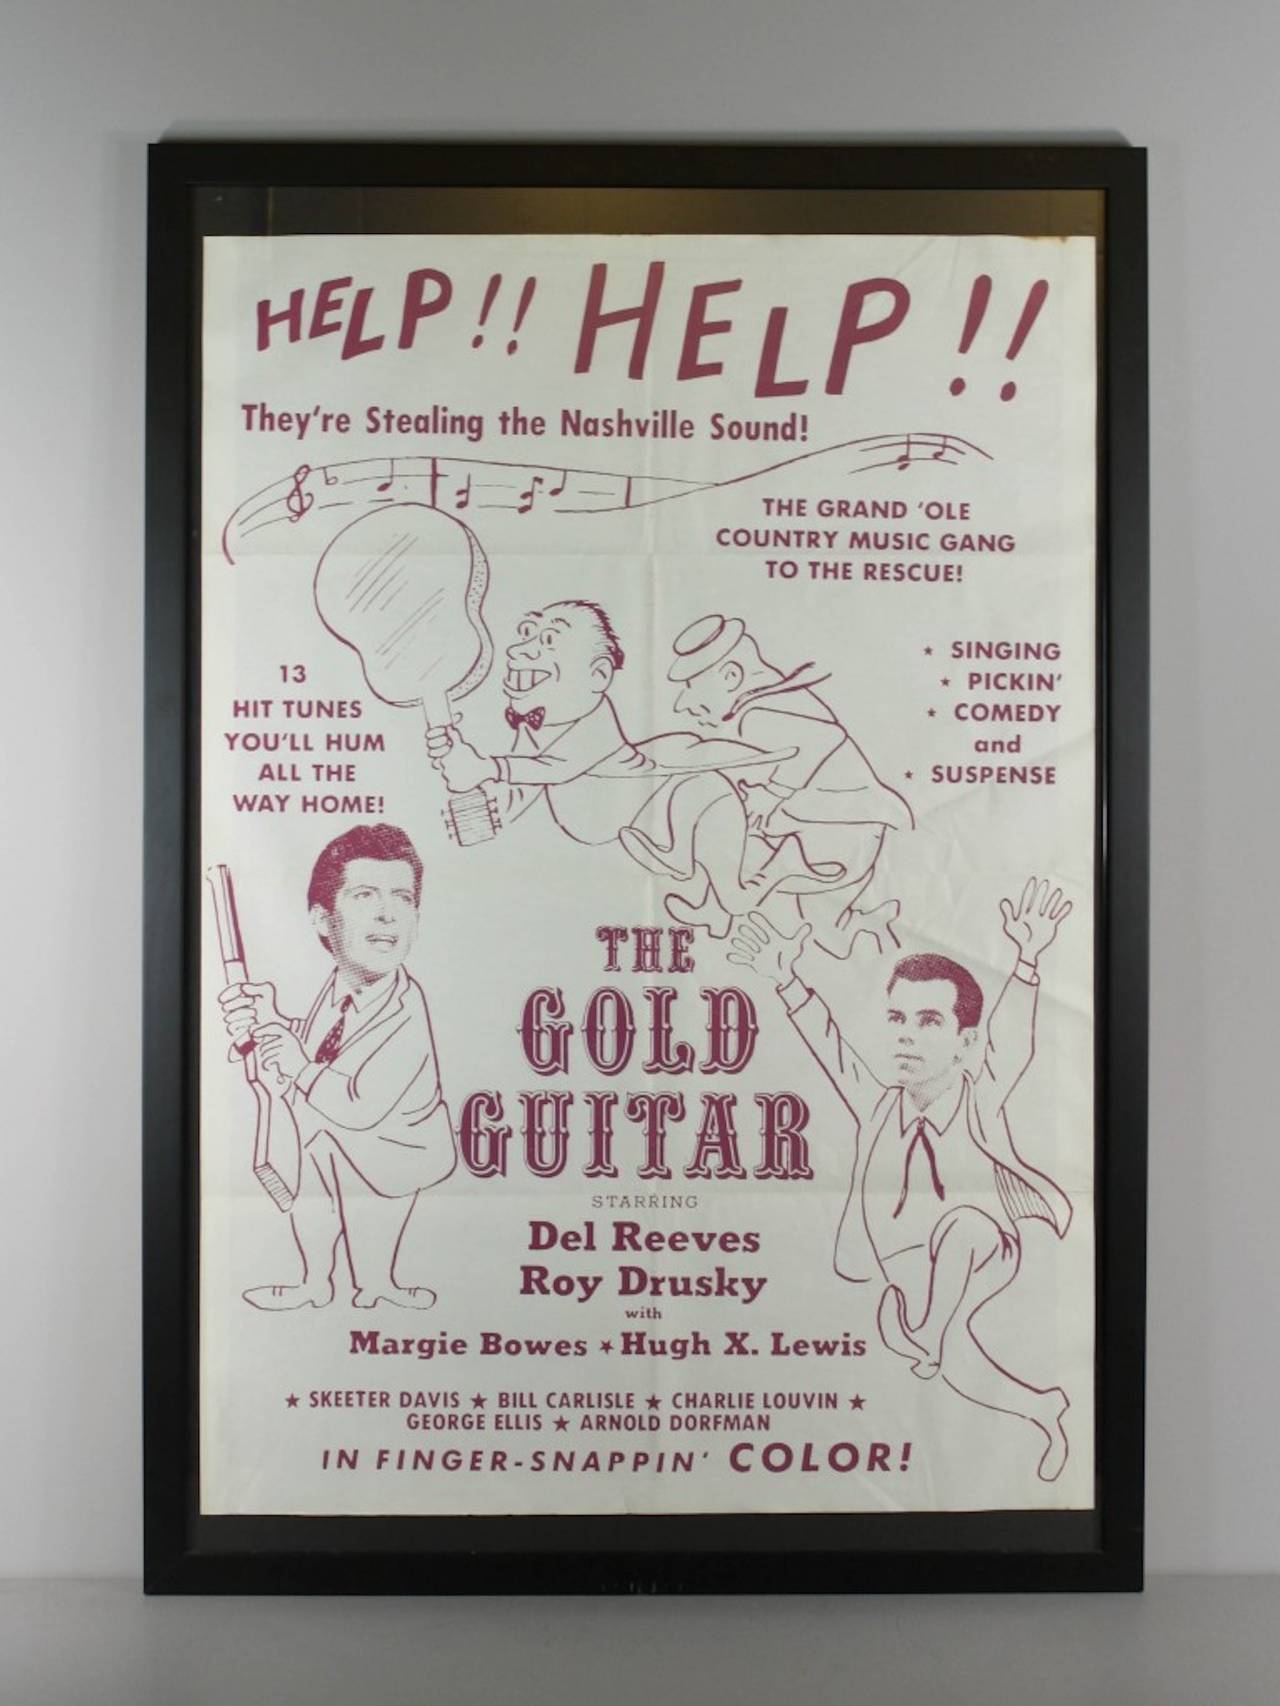 HELP!! HELP!!
They're Stealing the Nashville Sound!
THE GRAND 'OLE
COUNTRY MUSIC GANG
TO THE RESCUE!
★ SINGING
★ PICKIN'
★ COMEDY
and
★ SUSPENSE
13
HIT TUNES
YOU'LL HUM
ALL THE
WAY HOME!
THE
GOLD
GUITAR
STARRING
Del Reeves
Roy Drusky
with
Margie Bowes ★ Hugh X. Lewis
★ SKEETER DAVIS ★ BILL CARLISLE ★ CHARLIE LOUVIN ★
GEORGE ELLIS ★ ARNOLD DORFMAN
IN FINGER-SNAPPIN' COLOR!